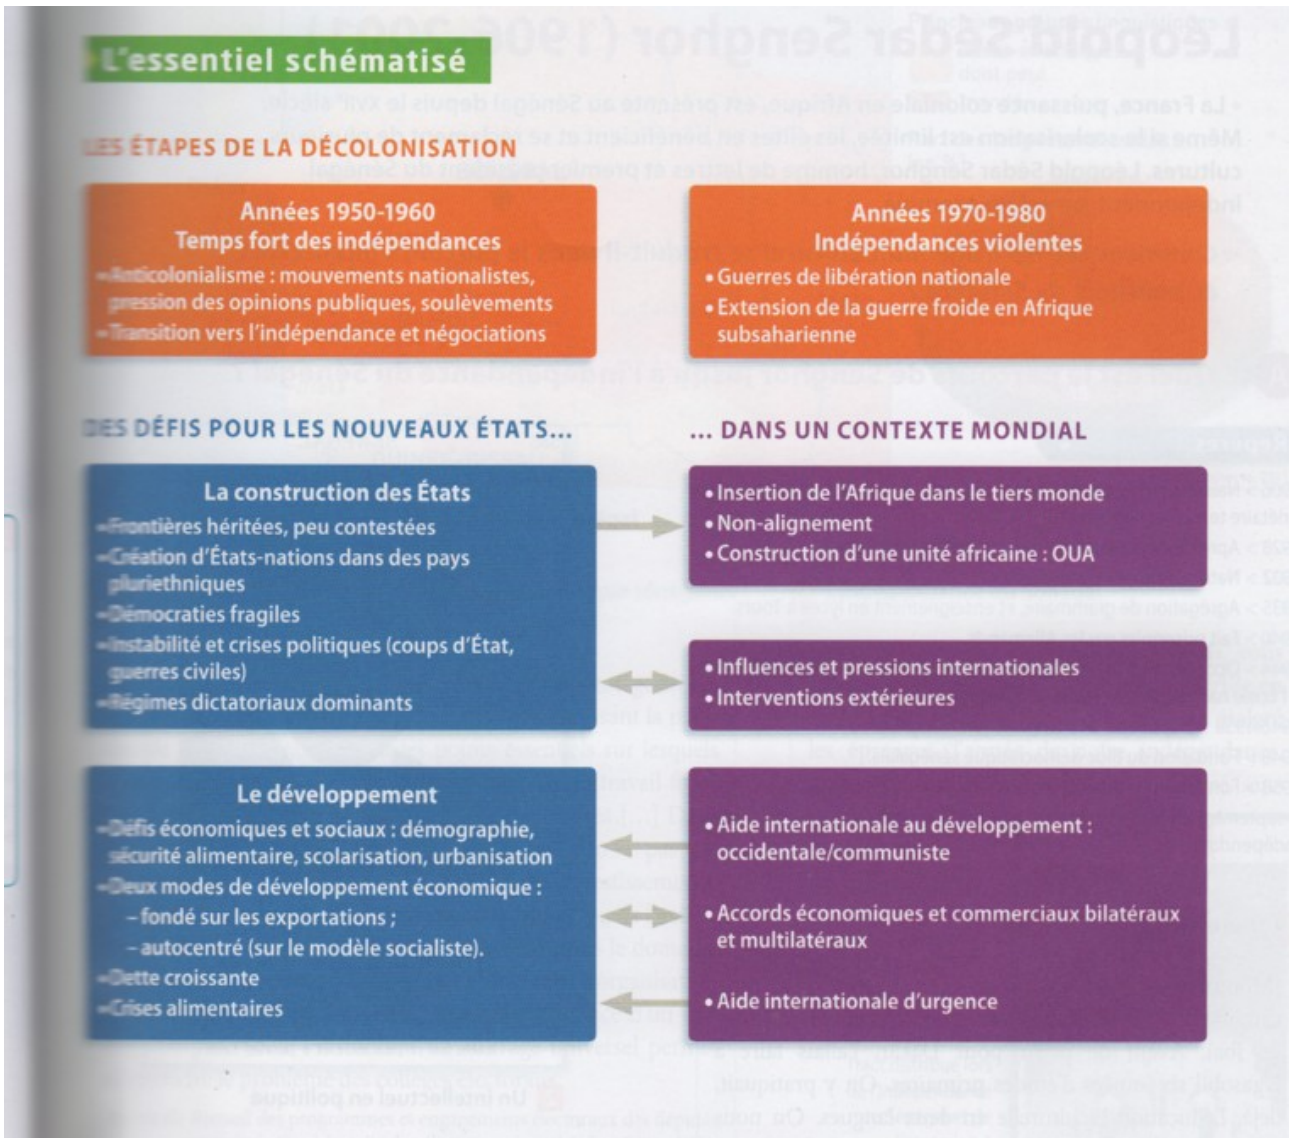 L'essentiel schématisé
LES ÉTAPES DE LA DÉCOLONISATION
Années 1950-1960
Temps fort des indépendances
Anticolonialisme : mouvements nationalistes,
pression des opinions publiques, soulèvements
Transition vers l'indépendance et négociations
Années 1970-1980
Indépendances violentes
• Guerres de libération nationale
• Extension de la guerre froide en Afrique
subsaharienne
DES DÉFIS POUR LES NOUVEAUX ÉTATS...
... DANS UN CONTEXTE MONDIAL
La construction des États
Frontières héritées, peu contestées
Création d'États-nations dans des pays
pluriethniques
Démocraties fragiles
Instabilité et crises politiques (coups d'État,
guerres civiles)
Régimes dictatoriaux dominants
• Insertion de l'Afrique dans le tiers monde
• Non-alignement
• Construction d'une unité africaine : OUA
• Influences et pressions internationales
• Interventions extérieures
Le développement
Défis économiques et sociaux : démographie,
sécurité alimentaire, scolarisation, urbanisation
Deux modes de développement économique :
– fondé sur les exportations ;
– autocentré (sur le modèle socialiste).
Dette croissante
Crises alimentaires
• Aide internationale au développement :
occidentale/communiste
• Accords économiques et commerciaux bilatéraux
et multilatéraux
• Aide internationale d'urgence